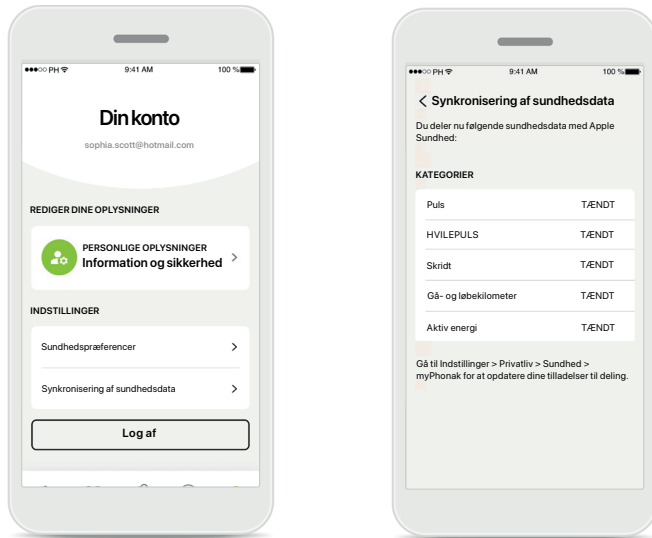 ●●●○○ PH 9:41 AM 100 %
Din konto
sophia.scott@hotmail.com
REDIGER DINE OPLYSNINGER
PERSONLIGE OPLYSNINGER
Information og sikkerhed
INDSTILLINGER
Sundhedspræferencer
Synkronisering af sundhedsdata
Log af
●●●○○ PH 9:41 AM 100 %
Synkronisering af sundhedsdata
Du deler nu følgende sundhedsdata med Apple
Sundhed:
KATEGORIER
Puls TÆNDT
HVILEPULS TÆNDT
Skridt TÆNDT
Gå- og løbekilometer TÆNDT
Aktiv energi TÆNDT
Gå til Indstillinger > Privatliv > Sundhed >
myPhonak for at opdatere dine tilladelser til deling.